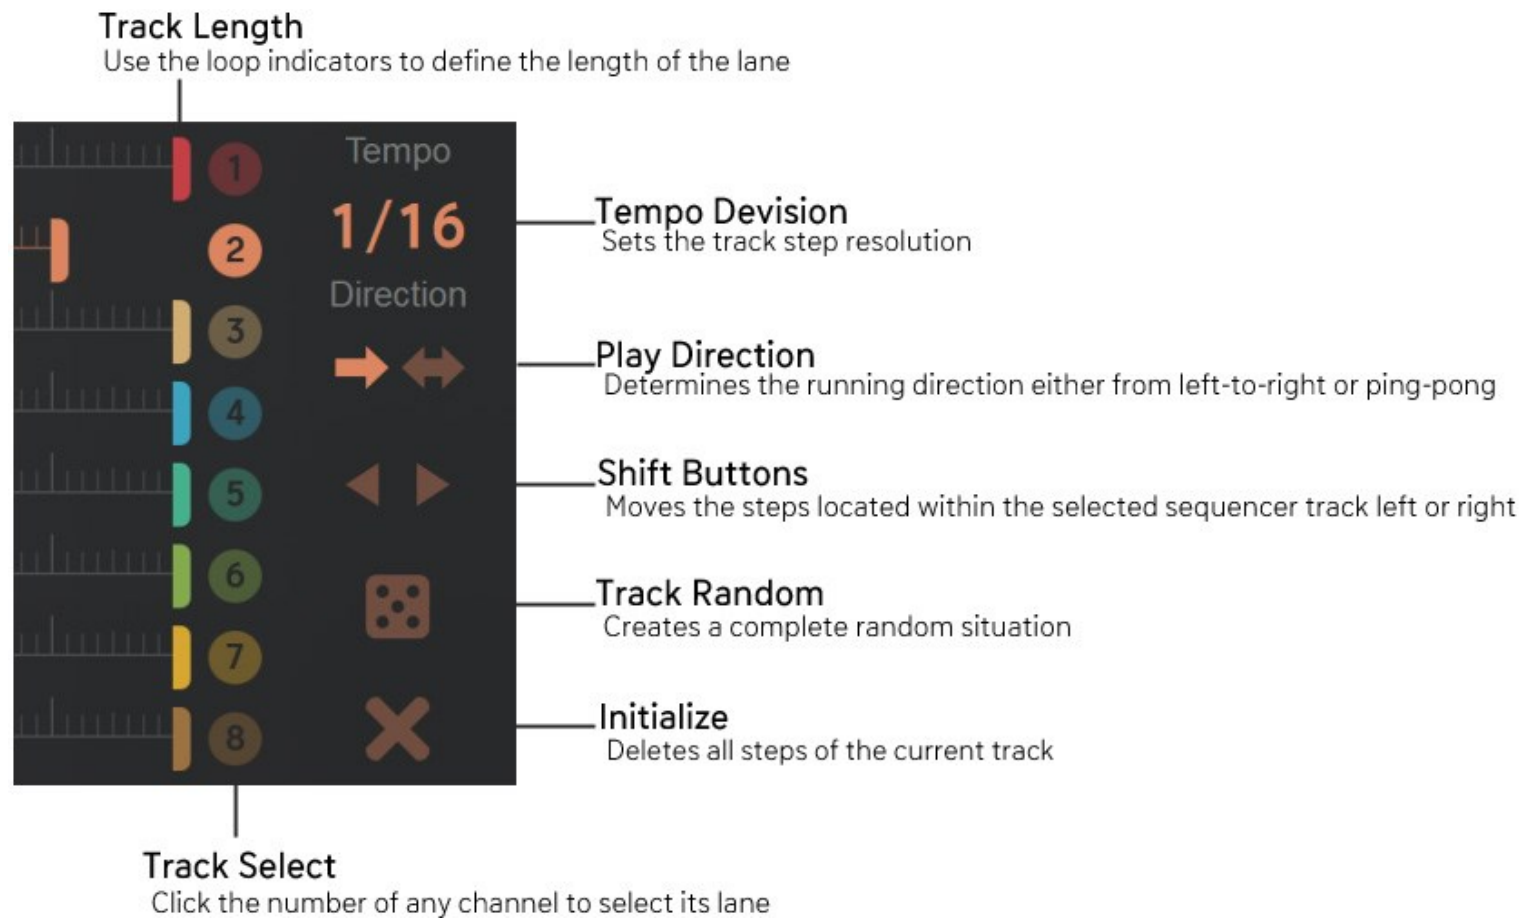 Track Length
Use the loop indicators to define the length of the lane
1
Tempo
1/16
Tempo Devision
Sets the track step resolution
2
Direction
3
Play Direction
Determines the running direction either from left-to-right or ping-pong
4
Shift Buttons
Moves the steps located within the selected sequencer track left or right
5
6
Track Random
Creates a complete random situation
7
Initialize
Deletes all steps of the current track
8
Track Select
Click the number of any channel to select its lane